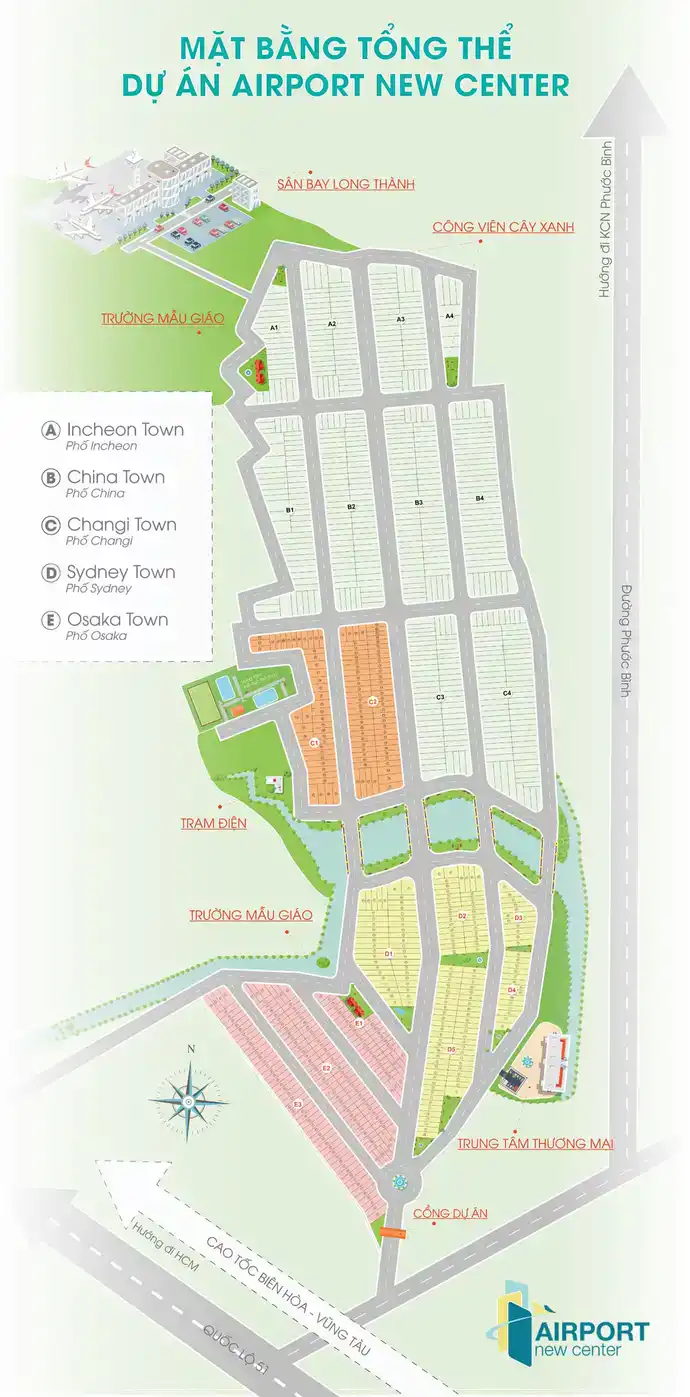 MẶT BẰNG TỔNG THỂ
DỰ ÁN AIRPORT NEW CENTER
SÂN BAY LONG THÀNH
CÔNG VIÊN CÂY XANH
Hướng đi KCN Phước Bình
TRƯỜNG MẪU GIÁO
A1
A2
A3
A4
A Incheon Town
Phố Incheon
B China Town
Phố China
C Changi Town
Phố Changi
D Sydney Town
Phố Sydney
E Osaka Town
Phố Osaka
B1
B2
B3
B4
Đường Phước Bình
C1
C2
C3
C4
TRẠM ĐIỆN
TRƯỜNG MẪU GIÁO
D1
D2
D3
D4
D5
E1
E2
E3
N
TRUNG TÂM THƯƠNG MẠI
CỔNG DỰ ÁN
Hướng đi HCM
CAO TỐC BIÊN HÒA - VŨNG TÀU
QUỐC LỘ 51
AIRPORT
new center